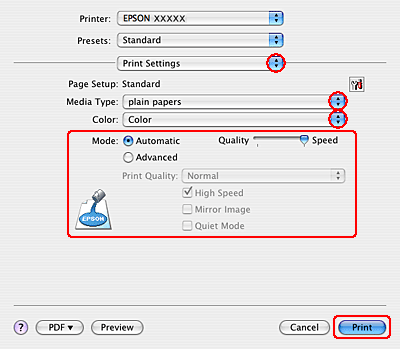 Printer: EPSON XXXXX
Presets: Standard
Print Settings
Page Setup: Standard
Media Type: plain papers
Color: Color
Mode: Automatic Quality Speed
Advanced
Print Quality: Normal
High Speed
Mirror Image
Quiet Mode
EPSON
? PDF ▾ Preview Cancel Print